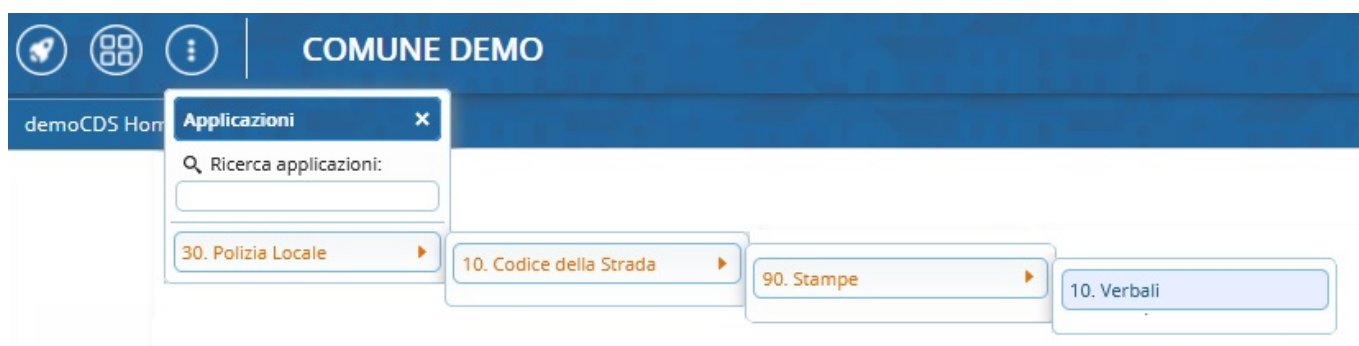 COMUNE DEMO
demoCDS Hom
Applicazioni
Ricerca applicazioni:
30. Polizia Locale
10. Codice della Strada
90. Stampe
10. Verbali